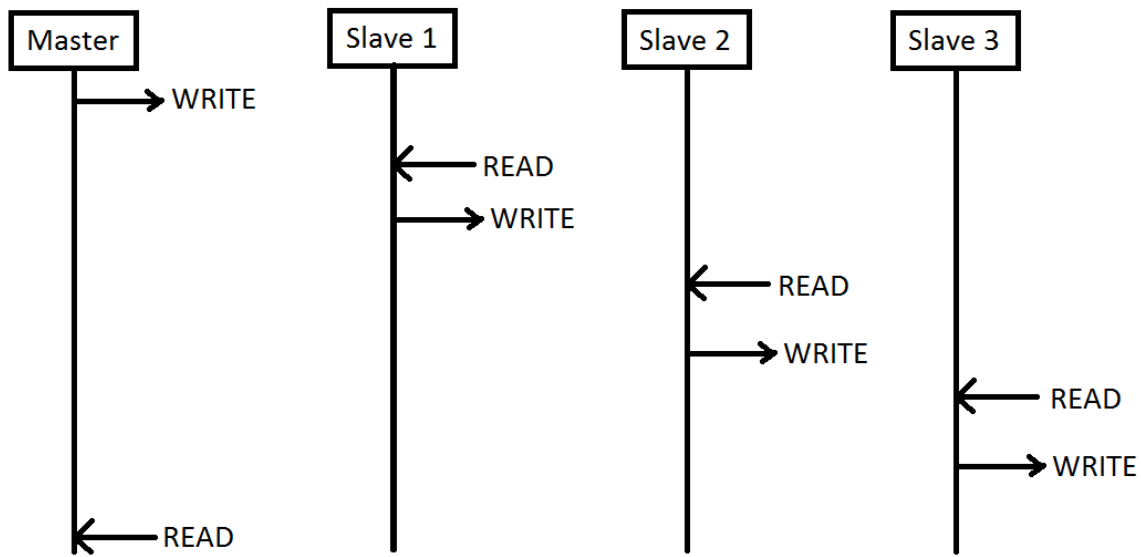 Master
Slave 1
Slave 2
Slave 3
WRITE
READ
WRITE
READ
WRITE
READ
WRITE
READ